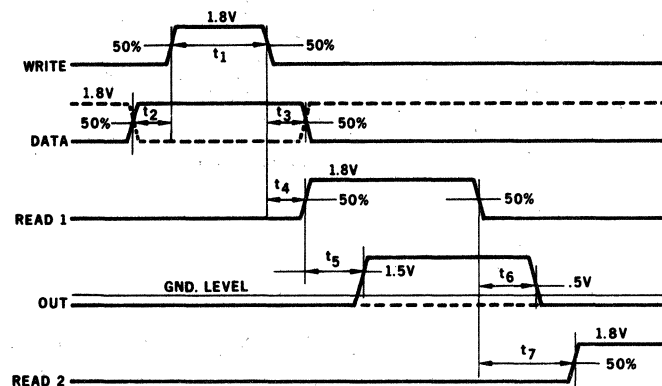 1.8V
50% t1 50%
WRITE
1.8V
50% t2 t3 50%
DATA
t4 1.8V
50% 50%
READ 1
t5 1.5V t6 .5V
GND. LEVEL
OUT
t7 1.8V
50%
READ 2